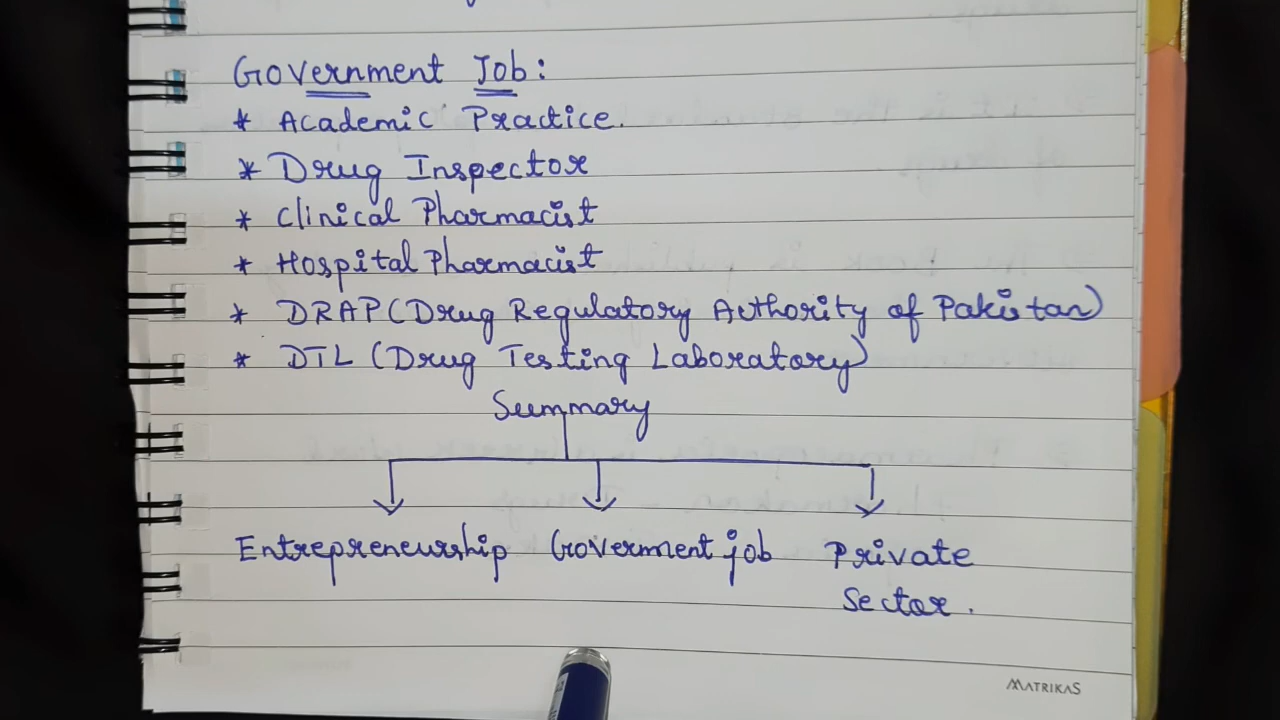 Government Job:
* Academic Practice.
* Drug Inspector
* Clinical Pharmacist
* Hospital Pharmacist
* DRAP (Drug Regulatory Authority of Pakistan)
* DTL (Drug Testing Laboratory)
Summary
Entrepreneurship Goverment job Private
Sector.
MATRIKAS